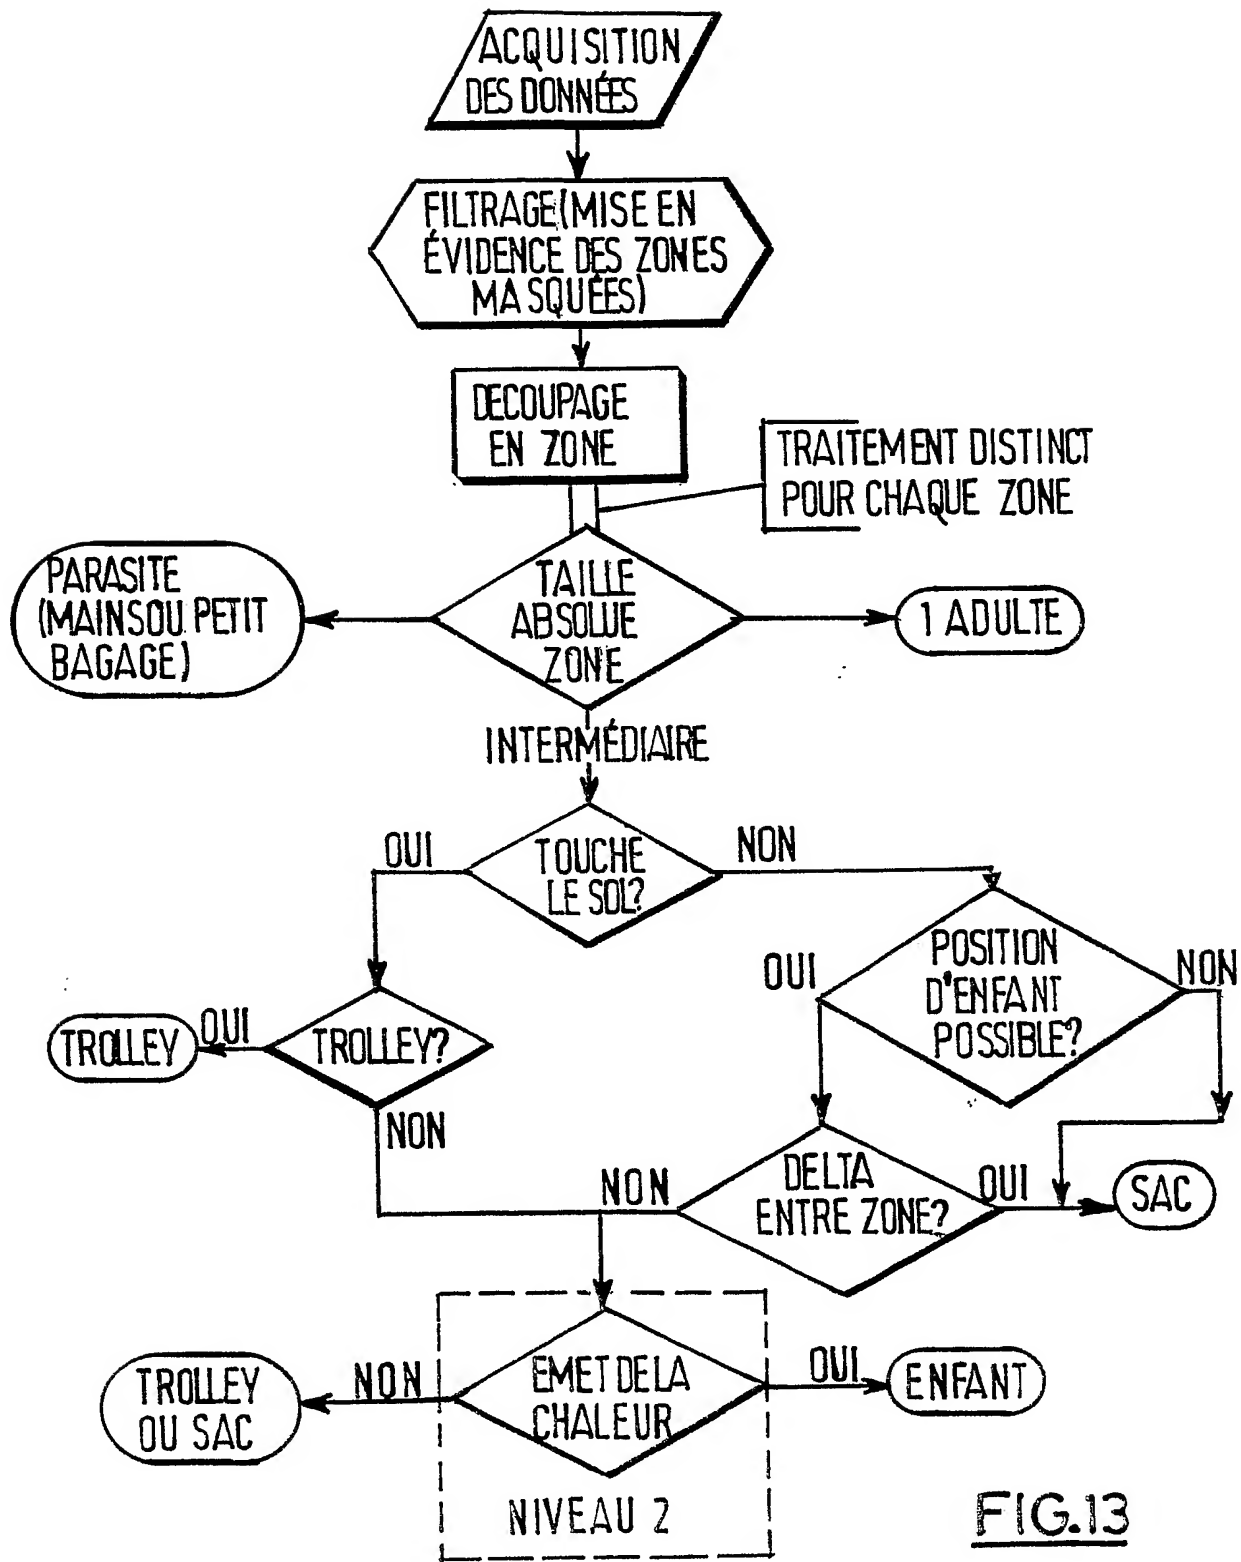 ACQUISITION
DES DONNÉES
FILTRAGE(MISE EN
ÉVIDENCE DES ZONES
MASQUÉES)
DECOUPAGE
EN ZONE
TRAITEMENT DISTINCT
POUR CHAQUE ZONE
PARASITE
(MAINSOU PETIT
BAGAGE)
TAILLE
ABSOLUE
ZONE
1 ADULTE
INTERMÉDIAIRE
OUI
TOUCHE
LE SOL?
NON
OUI
POSITION
D'ENFANT
POSSIBLE?
NON
TROLLEY
OUI
TROLLEY?
NON
NON
DELTA
ENTRE ZONE?
OUI
SAC
TROLLEY
OU SAC
NON
EMET DE LA
CHALEUR
OUI
ENFANT
NIVEAU 2
FIG.13